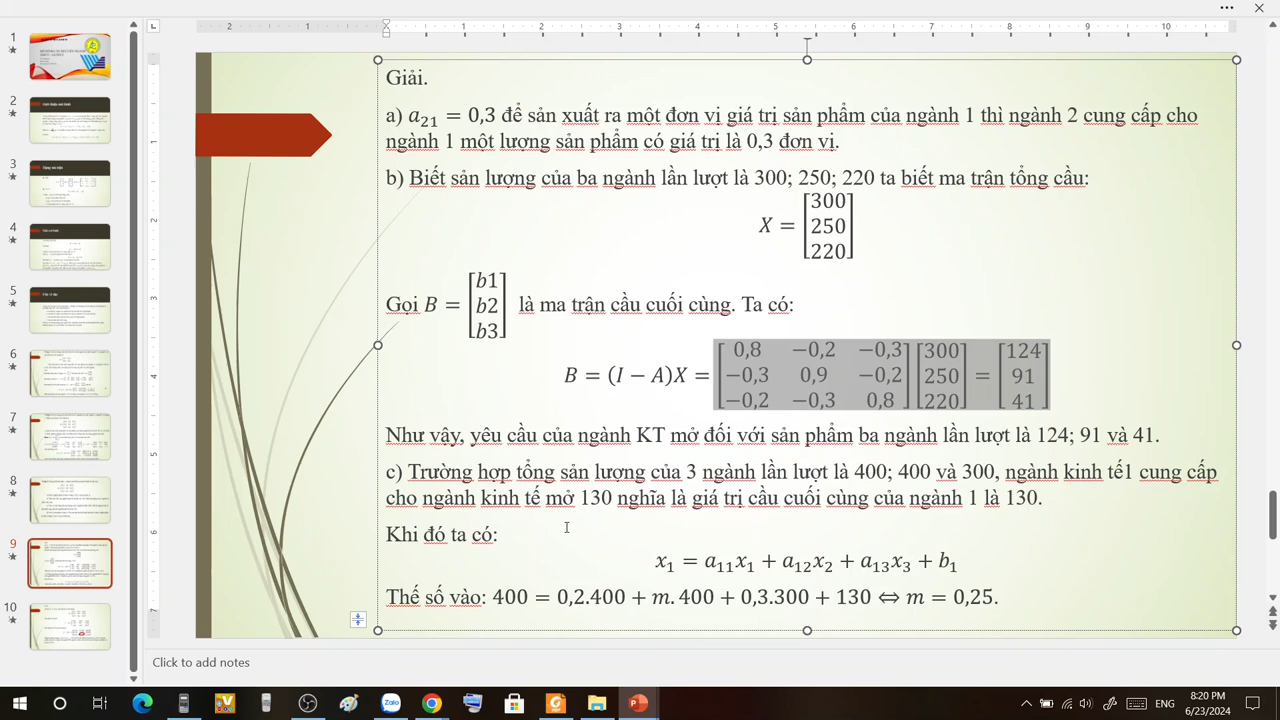 Giải.
a) a₂₁ = 0,3 để sản xuất ra một đơn vị giá trị sản phẩm của ngành 1 thì ngành 2 cung cấp cho
ngành 1 một lượng sản phẩm có giá trị là 0,3 đơn vị.
b) Biết sản lượng của ba ngành lần lượt là 300; 250; 220 ta biết ma trận tổng cầu:
X = [300 250 220]
Gọi B = [b1 b2 b3] là ma trận cầu cuối cùng. Ta có:
B = (I − A)X = [0,8 −0,2 −0,3; −0,3 0,9 −0,2; −0,2 −0,3 0,8] [300 250 220] = [124 91 41]
Như vậy, yêu cầu của ngành KT mở đối với sản phẩm ba ngành lần lượt là 124; 91 và 41.
c) Trường hợp tổng sản lượng của 3 ngành lần lượt là 400; 400 và 300, ngành kinh tế1 cung cấp
cho ngành kinh tế mở 130 nghĩa là giá trị cầu cuối cùng của ngành 1 là 130.
Khi đó ta có:
x₁ = a₁₁x₁ + a₁₂x₂ + a₁₃x₃ + b₁
Thế số vào: 400 = 0,2.400 + m. 400 + 0,3.300 + 130 ⇔ m = 0,25.
Click to add notes
ENG
8:20 PM
6/23/2024